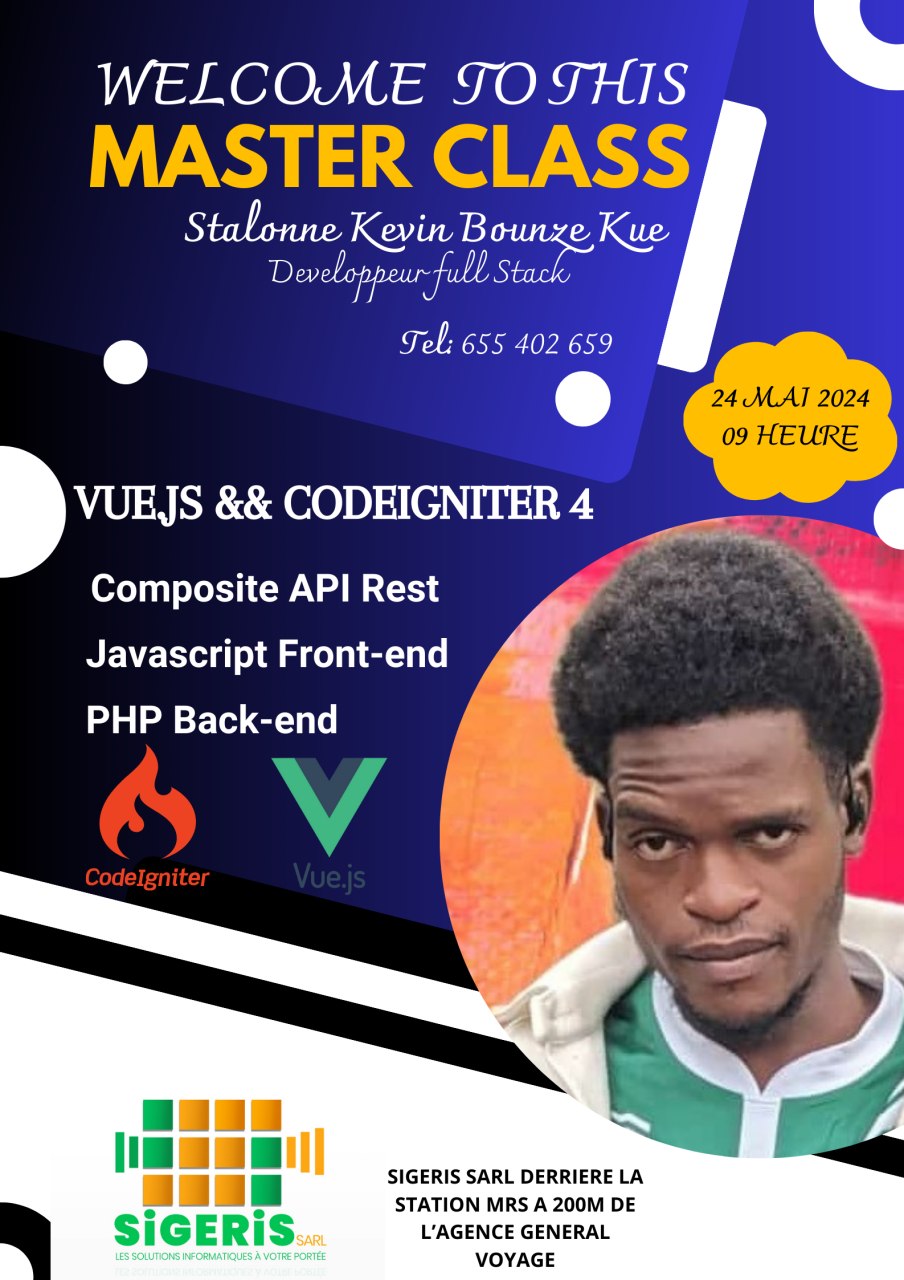 WELCOME TO THIS
MASTER CLASS
Stalonne Kevin Bounze Kue
Developpeur full Stack
Tel: 655 402 659
24 MAI 2024
09 HEURE
VUE.JS && CODEIGNITER 4
Composite API Rest
Javascript Front-end
PHP Back-end
CodeIgniter
Vue.js
SiGERiS SARL
LES SOLUTIONS INFORMATIQUES À VOTRE PORTÉE
SIGERIS SARL DERRIERE LA
STATION MRS A 200M DE
L'AGENCE GENERAL
VOYAGE